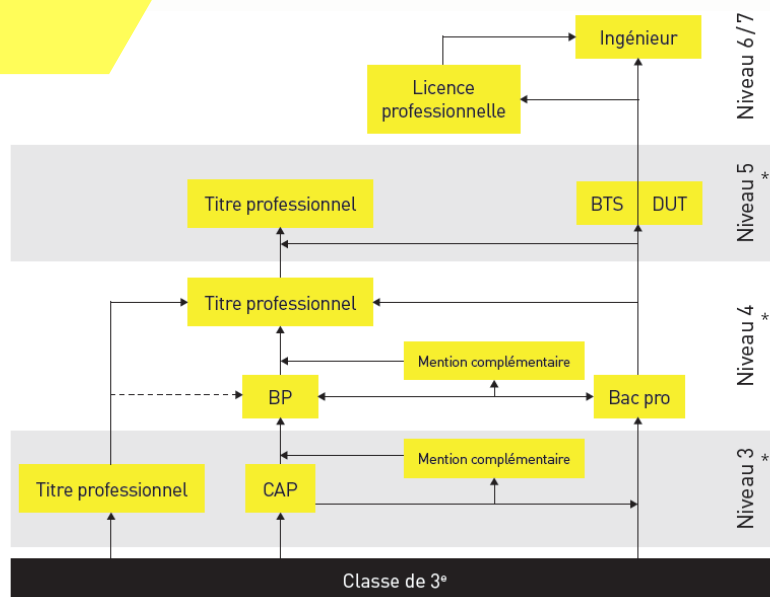 Ingénieur
Niveau 6/7
Licence
professionnelle
Titre professionnel
BTS
DUT
Niveau 5 *
Titre professionnel
Niveau 4 *
Mention complémentaire
BP
Bac pro
Mention complémentaire
Niveau 3 *
Titre professionnel
CAP
Classe de 3ᵉ